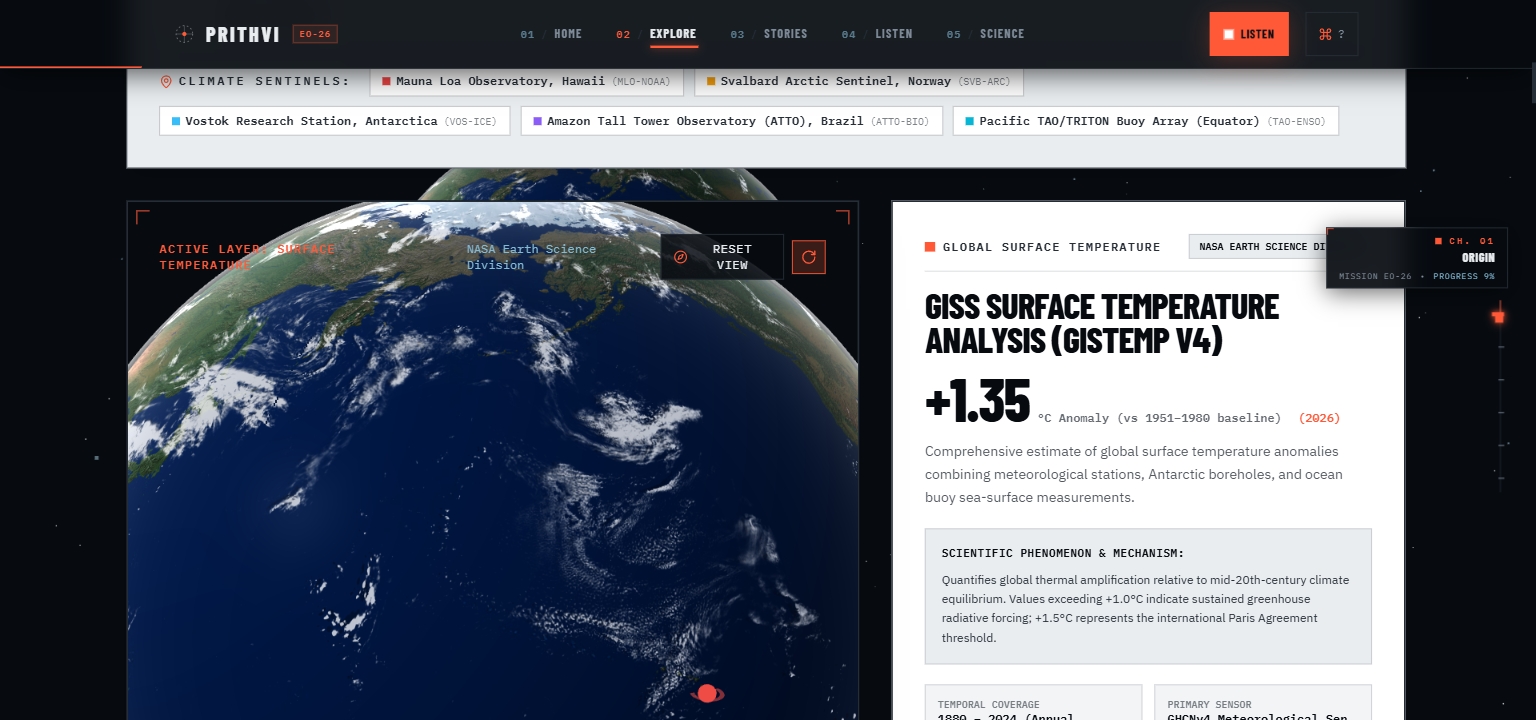 PRITHVI EO-26
01 / HOME 02 / EXPLORE 03 / STORIES 04 / LISTEN 05 / SCIENCE
LISTEN
⌘ ?
CLIMATE SENTINELS: Mauna Loa Observatory, Hawaii (MLO-NOAA) Svalbard Arctic Sentinel, Norway (SVB-ARC)
Vostok Research Station, Antarctica (VOS-ICE) Amazon Tall Tower Observatory (ATTO), Brazil (ATTO-BIO) Pacific TAO/TRITON Buoy Array (Equator) (TAO-ENSO)
ACTIVE LAYER: SURFACE
TEMPERATURE
NASA Earth Science
Division
RESET
VIEW
GLOBAL SURFACE TEMPERATURE
NASA EARTH SCIENCE DI
CH. 01
ORIGIN
MISSION EO-26 • PROGRESS 9%
GISS SURFACE TEMPERATURE
ANALYSIS (GISTEMP V4)
+1.35 °C Anomaly (vs 1951–1980 baseline) (2026)
Comprehensive estimate of global surface temperature anomalies
combining meteorological stations, Antarctic boreholes, and ocean
buoy sea-surface measurements.
SCIENTIFIC PHENOMENON & MECHANISM:
Quantifies global thermal amplification relative to mid-20th-century climate
equilibrium. Values exceeding +1.0°C indicate sustained greenhouse
radiative forcing; +1.5°C represents the international Paris Agreement
threshold.
TEMPORAL COVERAGE
1880 – 2024 (Annual
PRIMARY SENSOR
GHCNv4 Meteorological Sen